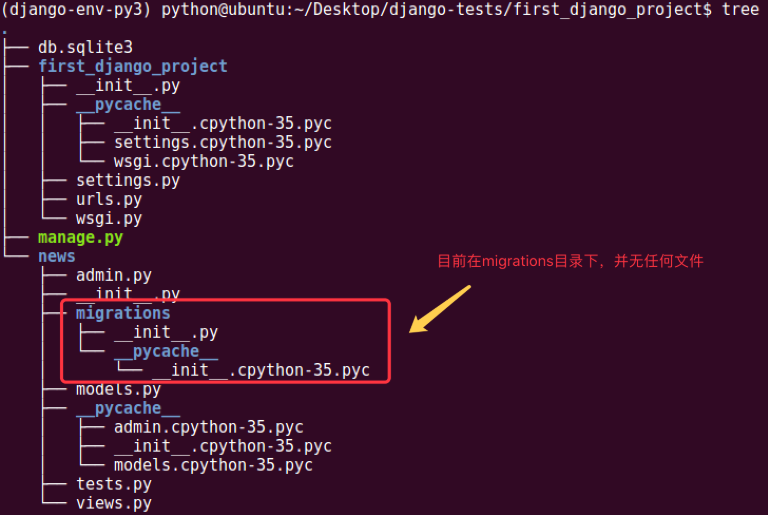 (django-env-py3) python@ubuntu:~/Desktop/django-tests/first_django_project$ tree
.
├── db.sqlite3
├── first_django_project
│   ├── __init__.py
│   ├── __pycache__
│   │   ├── __init__.cpython-35.pyc
│   │   ├── settings.cpython-35.pyc
│   │   └── wsgi.cpython-35.pyc
│   ├── settings.py
│   ├── urls.py
│   └── wsgi.py
├── manage.py
└── news
    ├── admin.py
    ├── __init__.py
    ├── migrations
    │   ├── __init__.py
    │   └── __pycache__
    │       └── __init__.cpython-35.pyc
    ├── models.py
    ├── __pycache__
    │   ├── admin.cpython-35.pyc
    │   ├── __init__.cpython-35.pyc
    │   └── models.cpython-35.pyc
    ├── tests.py
    └── views.py
目前在migrations目录下，并无任何文件